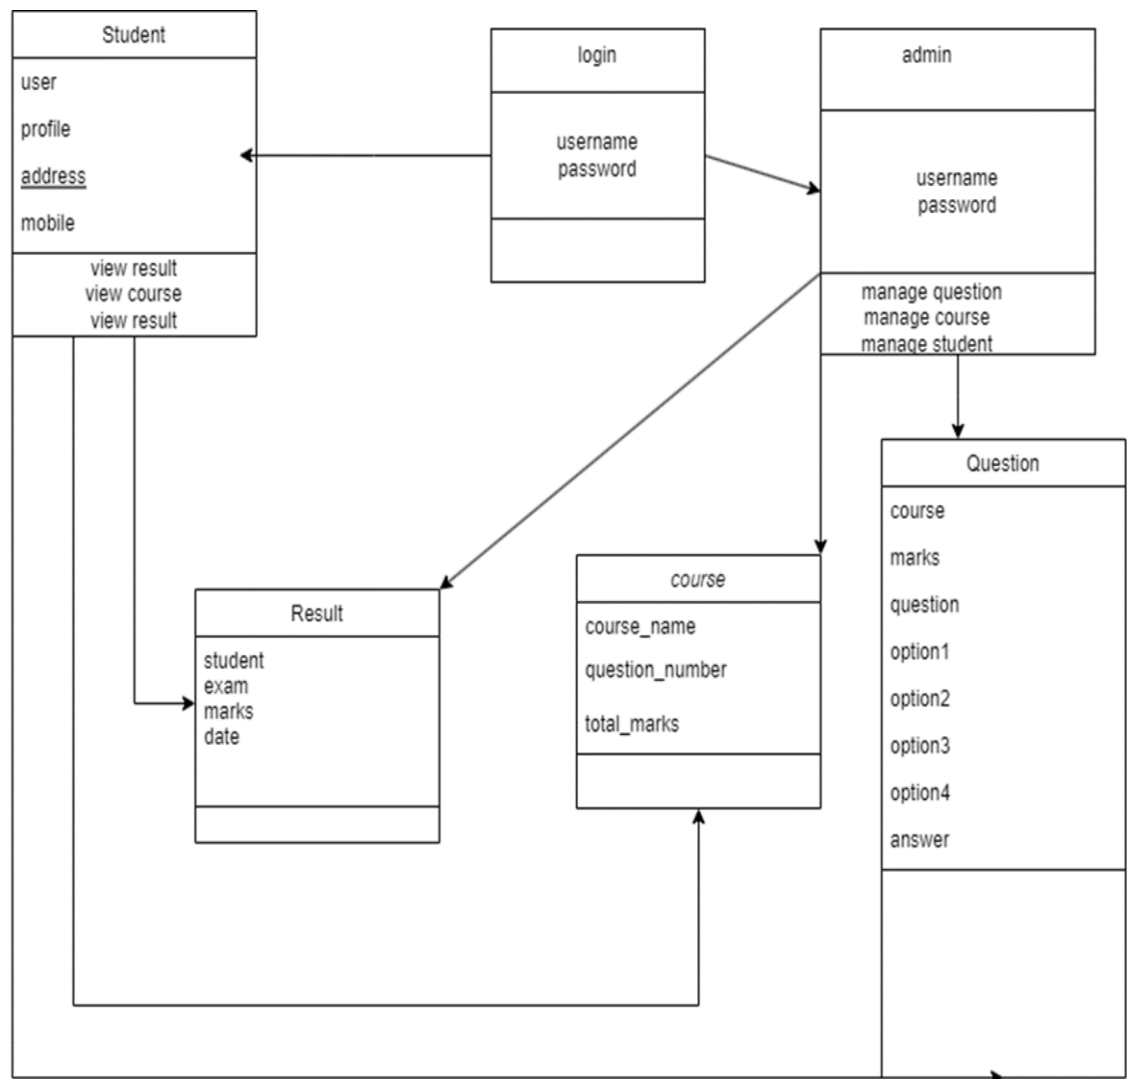 Student
user
profile
address
mobile
view result
view course
view result
login
username
password
admin
username
password
manage question
manage course
manage student
Result
student
exam
marks
date
course
course_name
question_number
total_marks
Question
course
marks
question
option1
option2
option3
option4
answer